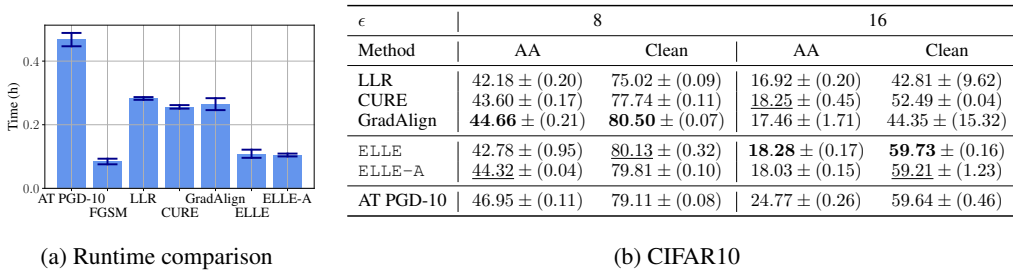 Time (h)
0.4
0.2
0.0
AT PGD-10
FGSM
LLR
CURE
GradAlign
ELLE
ELLE-A
(a) Runtime comparison
ϵ 8 16
Method AA Clean AA Clean
LLR 42.18 ± (0.20) 75.02 ± (0.09) 16.92 ± (0.20) 42.81 ± (9.62)
CURE 43.60 ± (0.17) 77.74 ± (0.11) 18.25 ± (0.45) 52.49 ± (0.04)
GradAlign 44.66 ± (0.21) 80.50 ± (0.07) 17.46 ± (1.71) 44.35 ± (15.32)
ELLE 42.78 ± (0.95) 80.13 ± (0.32) 18.28 ± (0.17) 59.73 ± (0.16)
ELLE-A 44.32 ± (0.04) 79.81 ± (0.10) 18.03 ± (0.15) 59.21 ± (1.23)
AT PGD-10 46.95 ± (0.11) 79.11 ± (0.08) 24.77 ± (0.26) 59.64 ± (0.46)
(b) CIFAR10